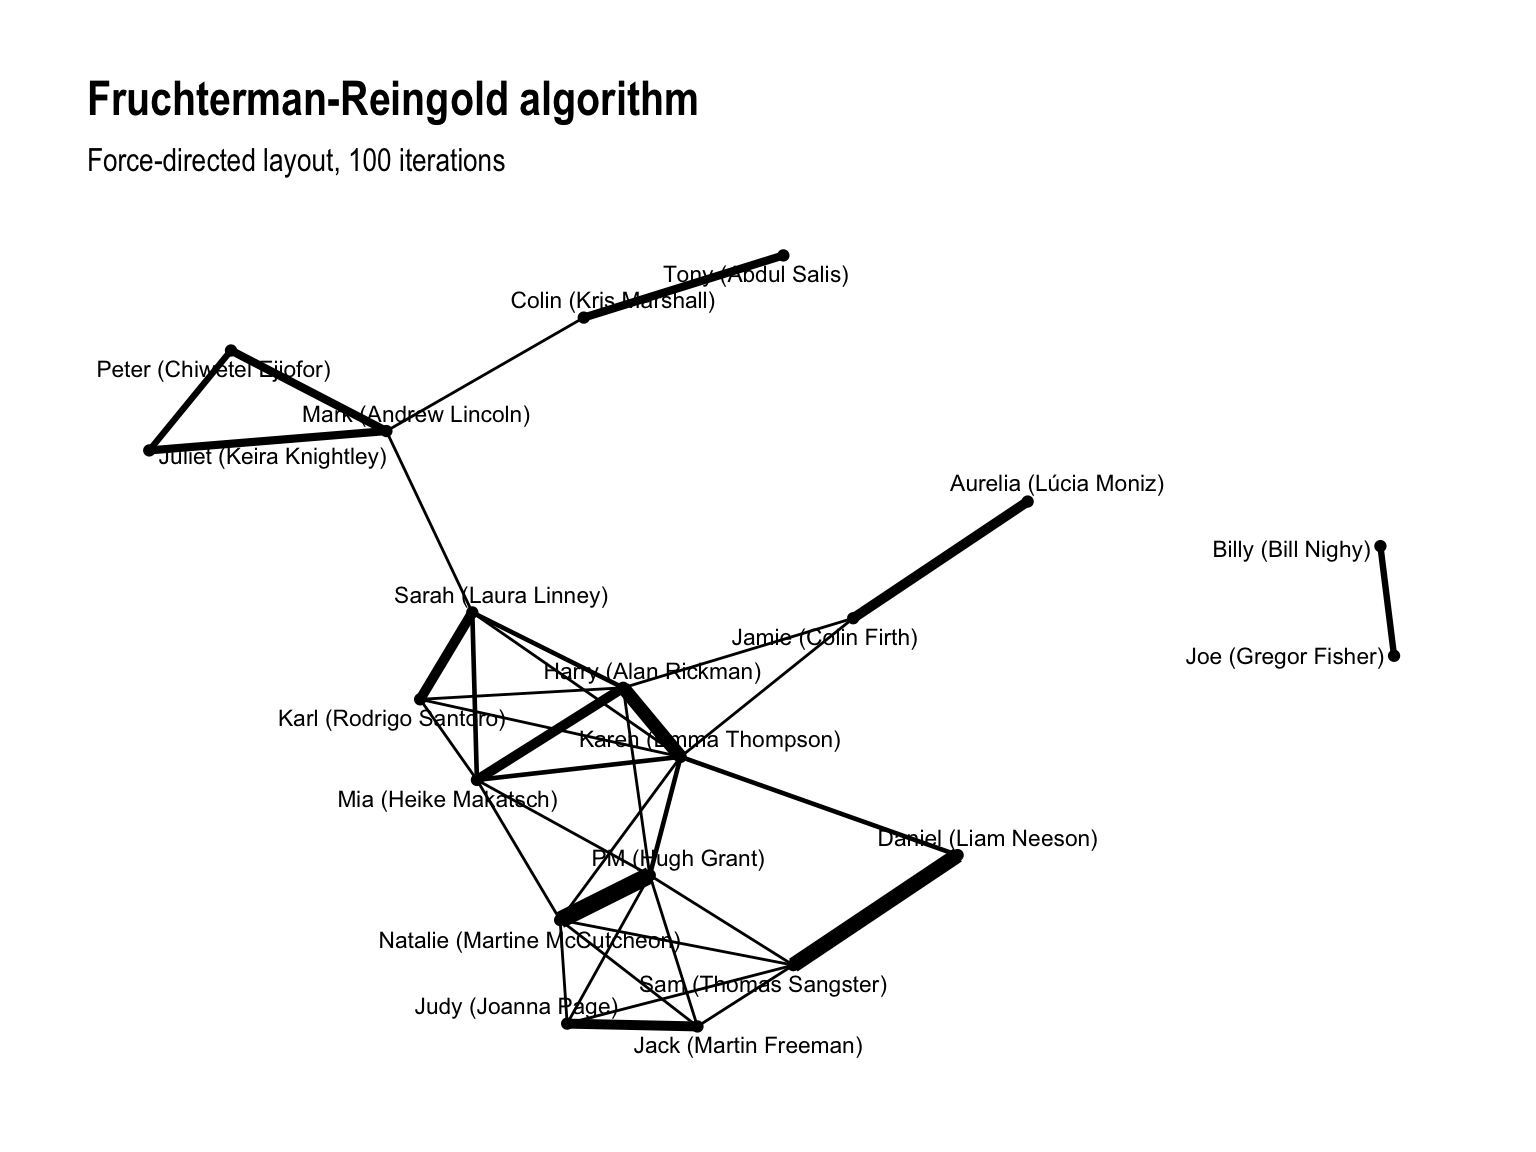 Fruchterman-Reingold algorithm
Force-directed layout, 100 iterations
Tony (Abdul Salis)
Colin (Kris Marshall)
Peter (Chiwetel Ejiofor)
Mark (Andrew Lincoln)
Juliet (Keira Knightley)
Aurelia (Lúcia Moniz)
Billy (Bill Nighy)
Sarah (Laura Linney)
Jamie (Colin Firth)
Joe (Gregor Fisher)
Harry (Alan Rickman)
Karl (Rodrigo Santoro)
Karen (Emma Thompson)
Mia (Heike Makatsch)
Daniel (Liam Neeson)
PM (Hugh Grant)
Natalie (Martine McCutcheon)
Sam (Thomas Sangster)
Judy (Joanna Page)
Jack (Martin Freeman)